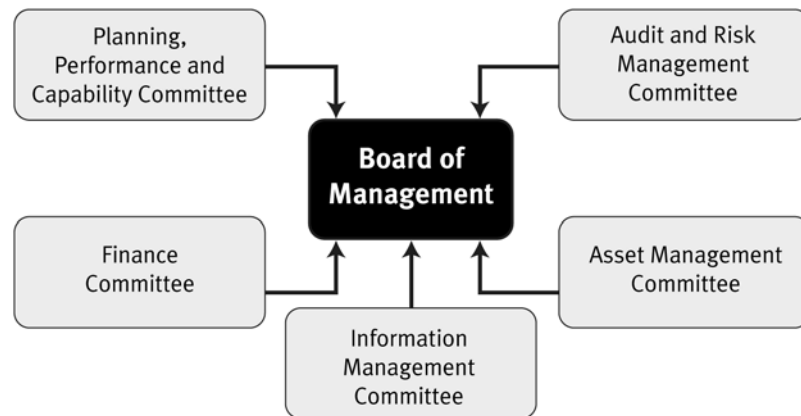 Planning,
Performance and
Capability Committee
Audit and Risk
Management
Committee
Board of
Management
Finance
Committee
Asset Management
Committee
Information
Management
Committee